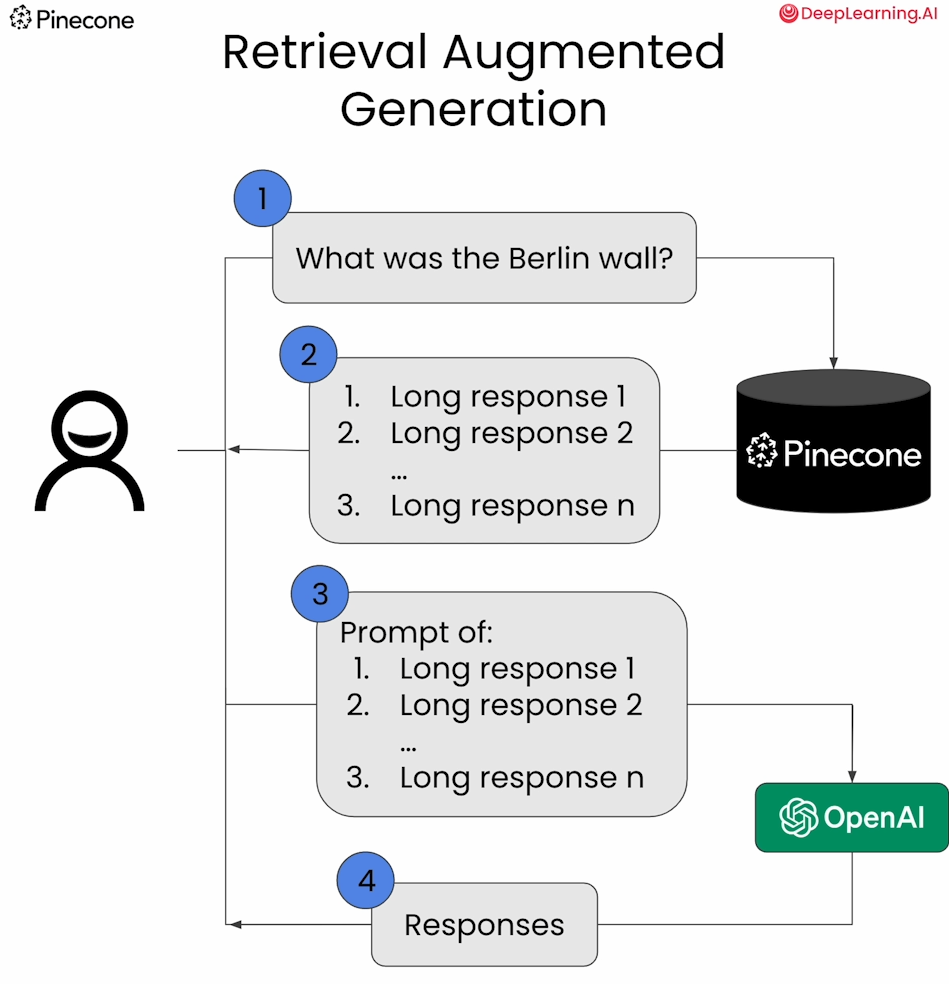 Pinecone
DeepLearning.AI
Retrieval Augmented
Generation
1
What was the Berlin wall?
2
1. Long response 1
2. Long response 2
...
3. Long response n
Pinecone
3
Prompt of:
1. Long response 1
2. Long response 2
...
3. Long response n
OpenAI
4
Responses